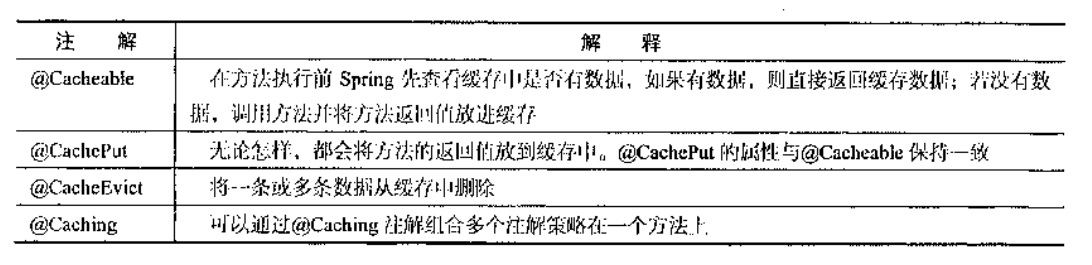 注 解 解 释
@Cacheable 在方法执行前 Spring 先查看缓存中是否有数据，如果有数据，则直接返回缓存数据；若没有数
据，调用方法并将方法返回值放进缓存
@CachePut 无论怎样，都会将方法的返回值放到缓存中。@CachePut 的属性与@Cacheable 保持一致
@CacheEvict 将一条或多条数据从缓存中删除
@Caching 可以通过@Caching 注解组合多个注解策略在一个方法上